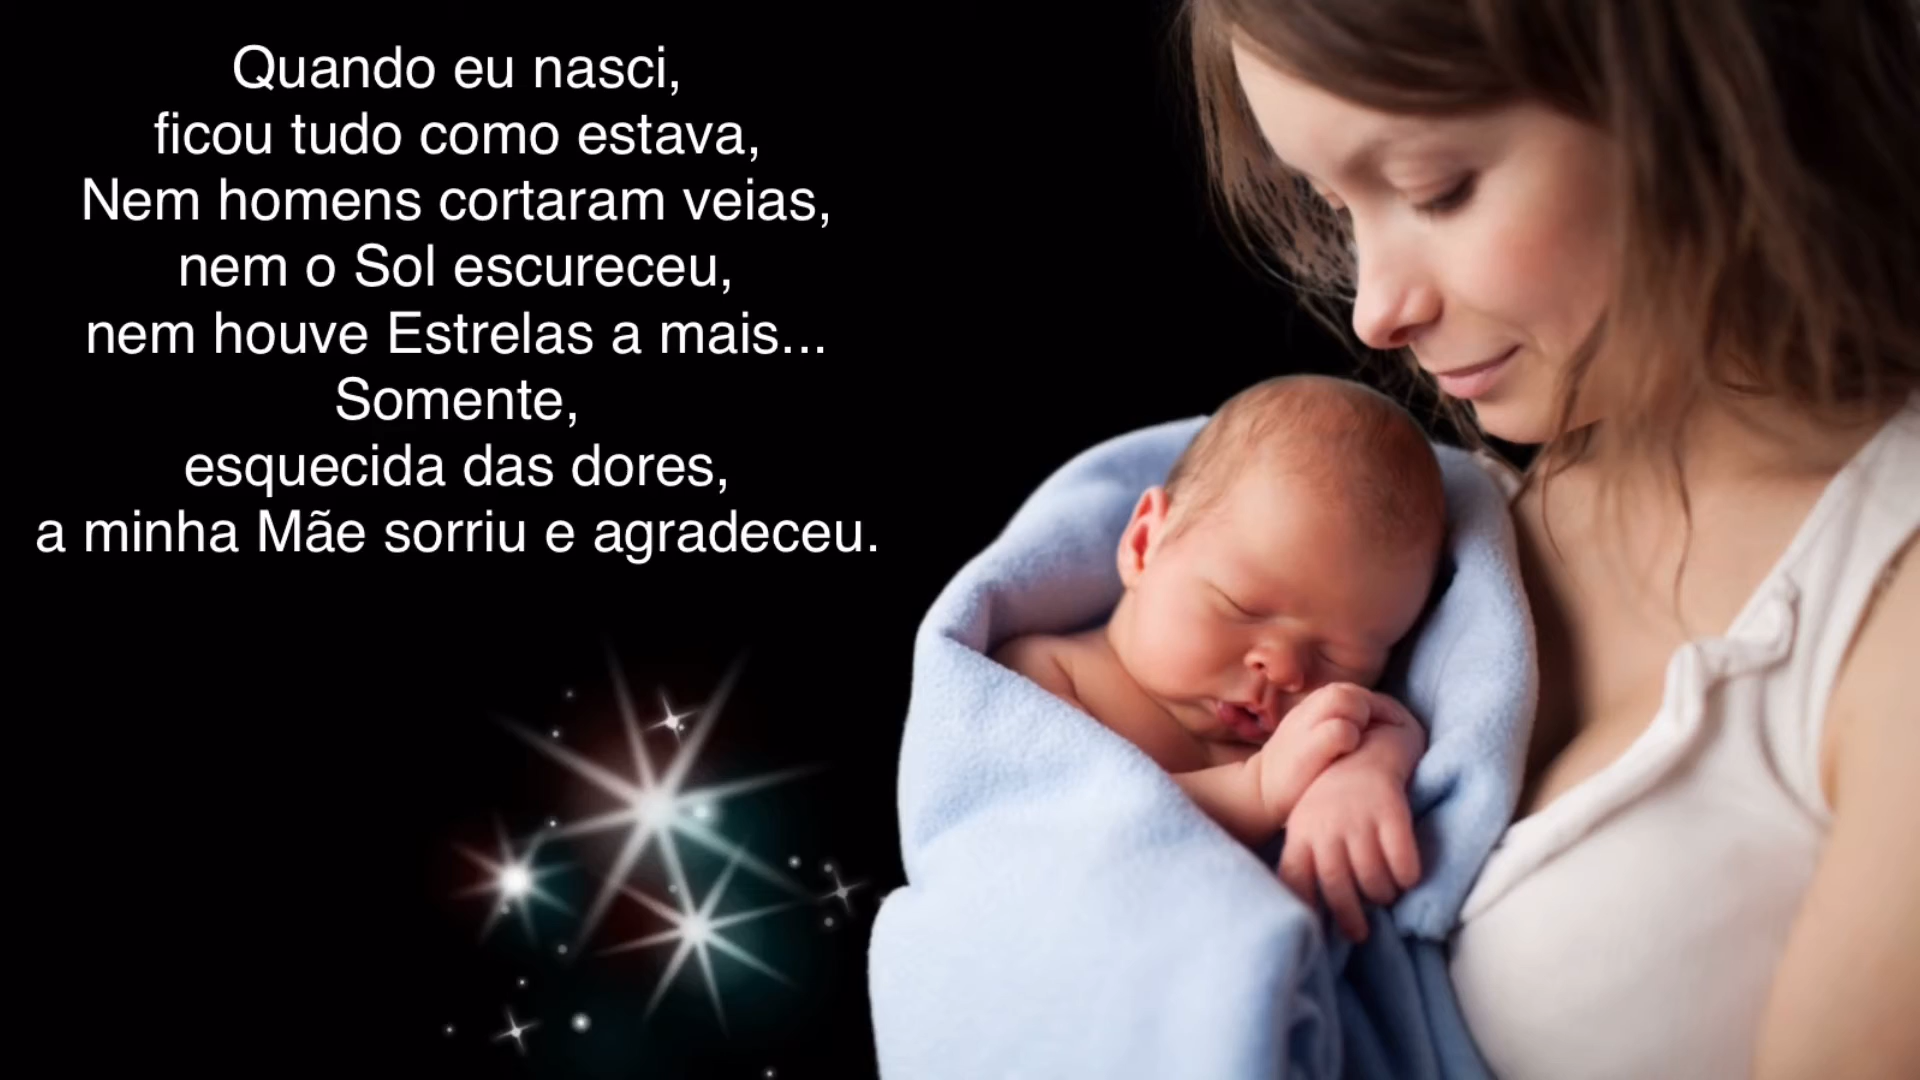 Quando eu nasci,
ficou tudo como estava,
Nem homens cortaram veias,
nem o Sol escureceu,
nem houve Estrelas a mais...
Somente,
esquecida das dores,
a minha Mãe sorriu e agradeceu.